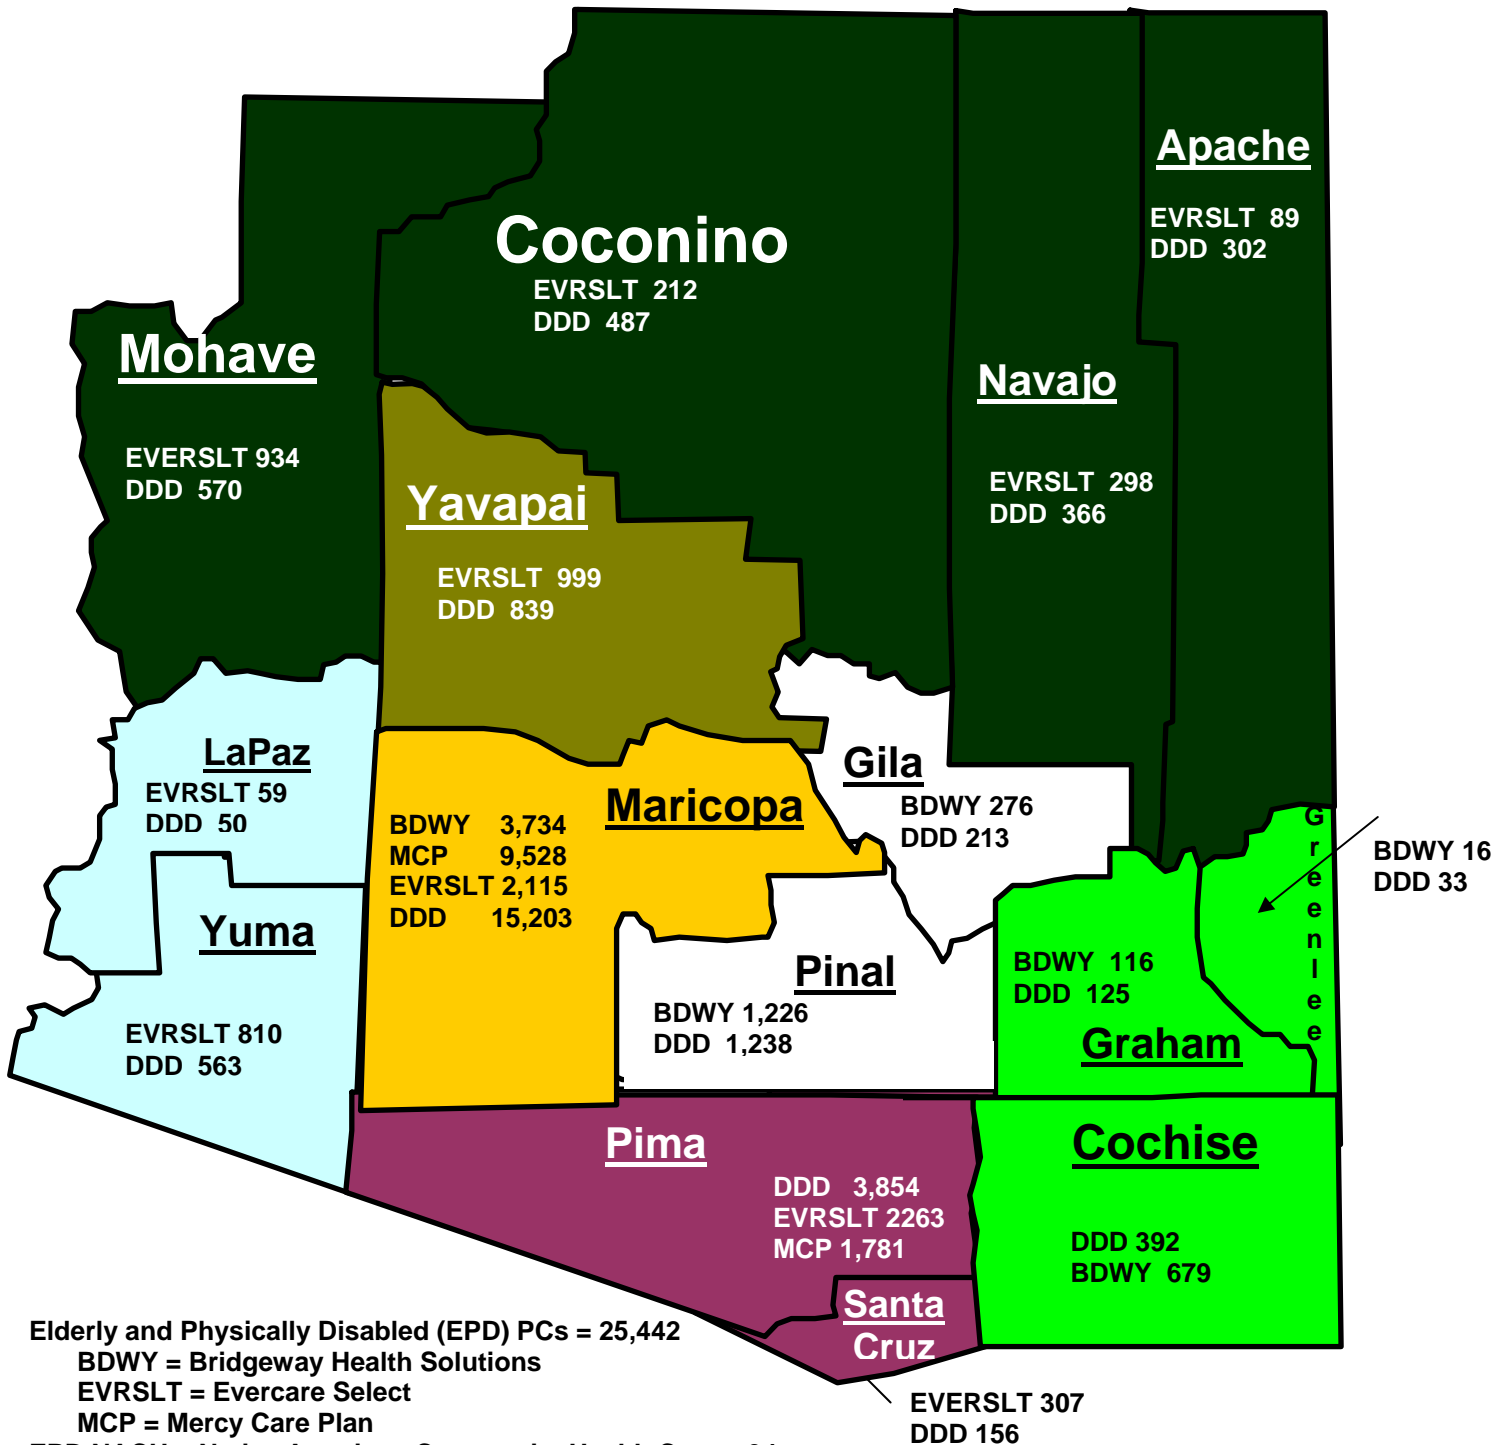 Apache
EVRSLT 89
DDD 302
Coconino
EVRSLT 212
DDD 487
Mohave
EVERSLT 934
DDD 570
Navajo
EVRSLT 298
DDD 366
Yavapai
EVRSLT 999
DDD 839
LaPaz
EVRSLT 59
DDD 50
Gila
BDWY 276
DDD 213
Maricopa
BDWY 3,734
MCP 9,528
EVRSLT 2,115
DDD 15,203
Greenlee
BDWY 16
DDD 33
Yuma
EVRSLT 810
DDD 563
Pinal
BDWY 1,226
DDD 1,238
BDWY 116
DDD 125
Graham
Pima
DDD 3,854
EVRSLT 2263
MCP 1,781
Cochise
DDD 392
BDWY 679
Santa
Cruz
EVERSLT 307
DDD 156
Elderly and Physically Disabled (EPD) PCs = 25,442
BDWY = Bridgeway Health Solutions
EVRSLT = Evercare Select
MCP = Mercy Care Plan